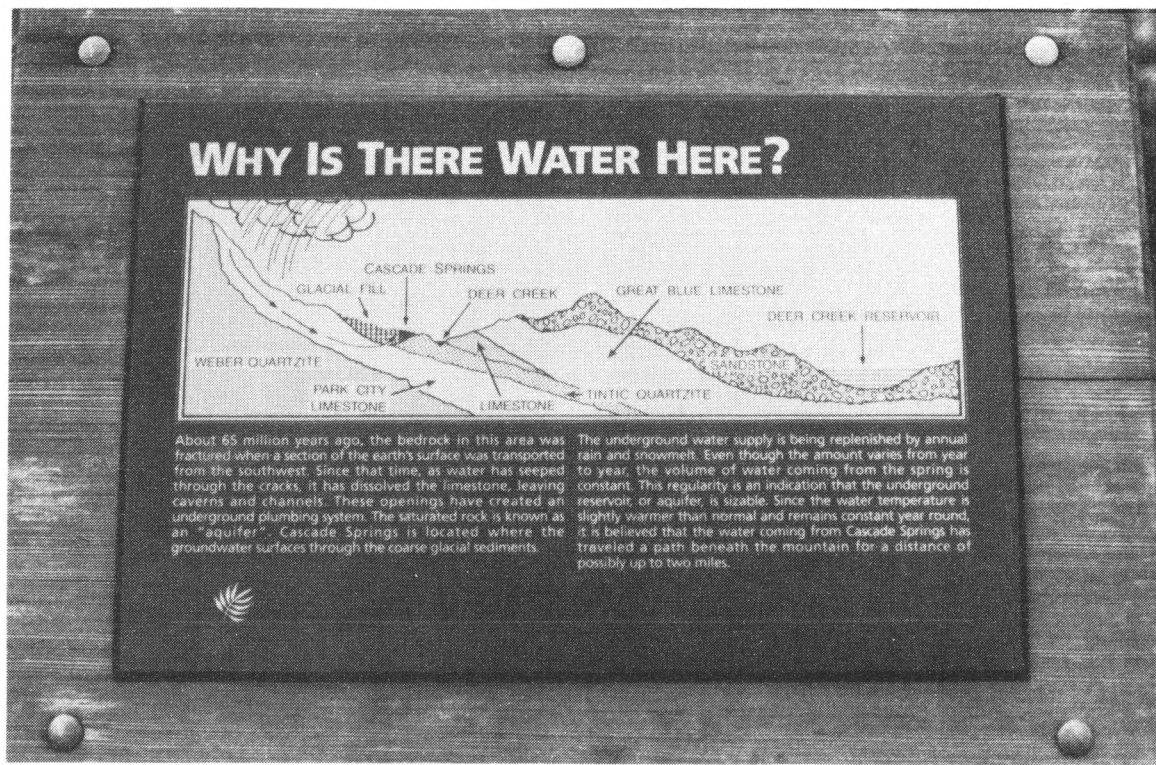 WHY IS THERE WATER HERE?
CASCADE SPRINGS
GLACIAL FILL
DEER CREEK
GREAT BLUE LIMESTONE
DEER CREEK RESERVOIR
WEBER QUARTZITE
SANDSTONE
PARK CITY
LIMESTONE
LIMESTONE
TINTIC QUARTZITE
About 65 million years ago, the bedrock in this area was
fractured when a section of the earth's surface was transported
from the southwest. Since that time, as water has seeped
through the cracks, it has dissolved the limestone, leaving
caverns and channels. These openings have created an
underground plumbing system. The saturated rock is known as
an "aquifer". Cascade Springs is located where the
groundwater surfaces through the coarse glacial sediments.
The underground water supply is being replenished by annual
rain and snowmelt. Even though the amount varies from year
to year, the volume of water coming from the spring is
constant. This regularity is an indication that the underground
reservoir, or aquifer, is sizable. Since the water temperature is
slightly warmer than normal and remains constant year round,
it is believed that the water coming from Cascade Springs has
traveled a path beneath the mountain for a distance of
possibly up to two miles.